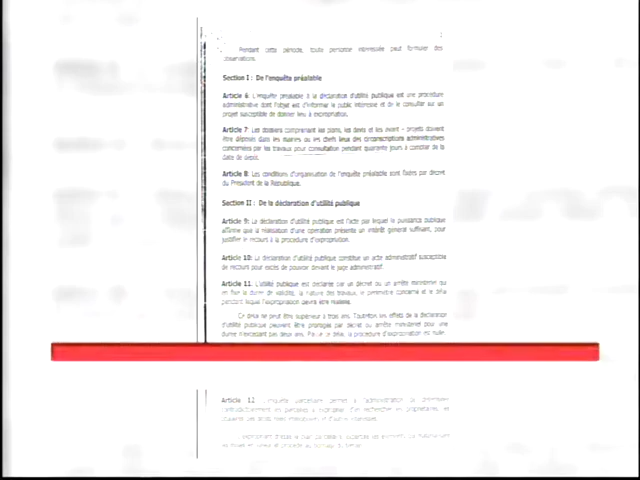 Pendant cette période, toute personne intéressée peut formuler des
observations.
Section I : De l'enquête préalable
Article 6: L'enquête préalable à la déclaration d'utilité publique est une procédure
administrative dont l'objet est d'informer le public intéressé et de le consulter sur un
projet susceptible de donner lieu à expropriation.
Article 7: Les dossiers comprenant les plans, les devis et les avant – projets doivent
être déposés dans les mairies ou les chefs lieux des circonscriptions administratives
concernées par les travaux pour consultation pendant quarante jours à compter de la
date de dépôt.
Article 8: Les conditions d'organisation de l'enquête préalable sont fixées par décret
du Président de la République.
Section II : De la déclaration d'utilité publique
Article 9: La déclaration d'utilité publique est l'acte par lequel la puissance publique
affirme que la réalisation d'une opération présente un intérêt général suffisant, pour
justifier le recours à la procédure d'expropriation.
Article 10: La déclaration d'utilité publique constitue un acte administratif susceptible
de recours pour excès de pouvoir devant le juge administratif.
Article 11: L'utilité publique est déclarée par un décret ou un arrêté ministériel qui
en fixe la durée de validité, la nature des travaux, le périmètre concerné et le délai
pendant lequel l'expropriation devra être réalisée.
Ce délai ne peut être supérieur à trois ans. Toutefois les effets de la déclaration
d'utilité publique peuvent être prorogés par décret ou arrêté ministériel pour une
durée n'excédant pas deux ans. la procédure d'expropriation est nulle.
Article 12 L'enquête parcellaire permet à l'administration